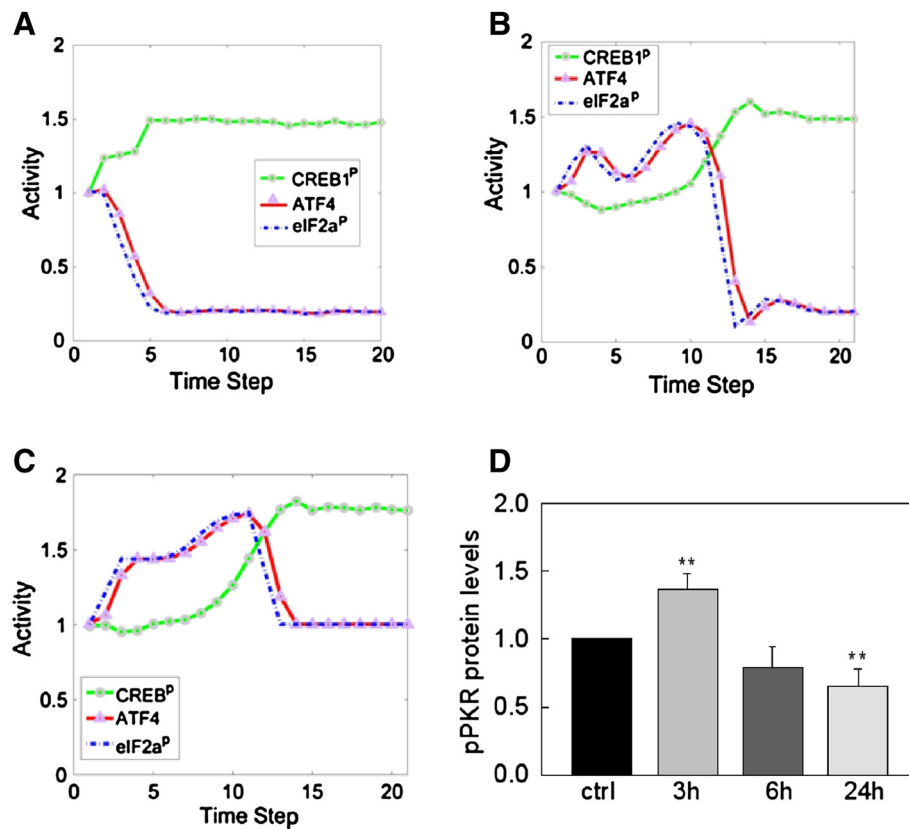 A
2
1.5
1
0.5
0
Activity
CREB1ᵖ
ATF4
eIF2aᵖ
0 5 10 15 20
Time Step
B
2
1.5
1
0.5
0
Activity
CREB1ᵖ
ATF4
eIF2aᵖ
0 5 10 15 20
Time Step
C
2
1.5
1
0.5
0
Activity
CREBᵖ
ATF4
eIF2aᵖ
0 5 10 15 20
Time Step
D
2.0
1.5
1.0
0.5
0.0
pPKR protein levels
**
**
ctrl 3h 6h 24h